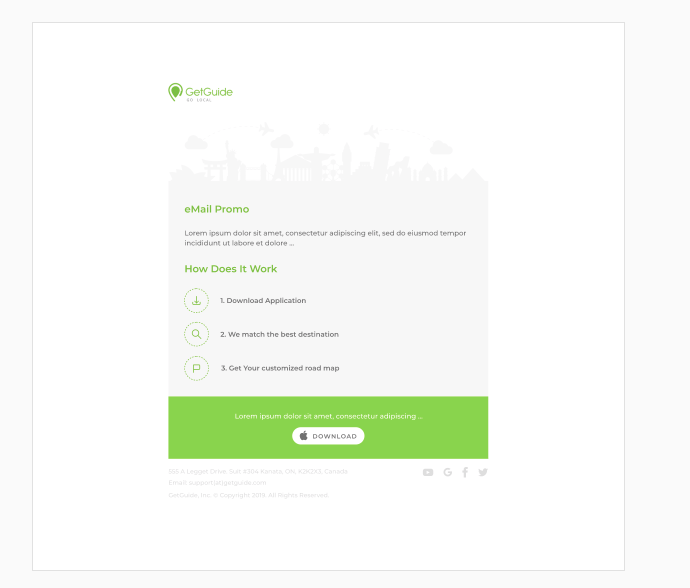 GetGuide
GO LOCAL
eMail Promo
Lorem ipsum dolor sit amet, consectetur adipiscing elit, sed do eiusmod tempor
incididunt ut labore et dolore ...
How Does It Work
1. Download Application
2. We match the best destination
3. Get Your customized road map
Lorem ipsum dolor sit amet, consectetur adipiscing ...
DOWNLOAD
555 A Legget Drive, Suit #304 Kanata, ON, K2K2X3, Canada
Email: support(at)getguide.com
GetGuide, Inc. © Copyright 2019. All Rights Reserved.